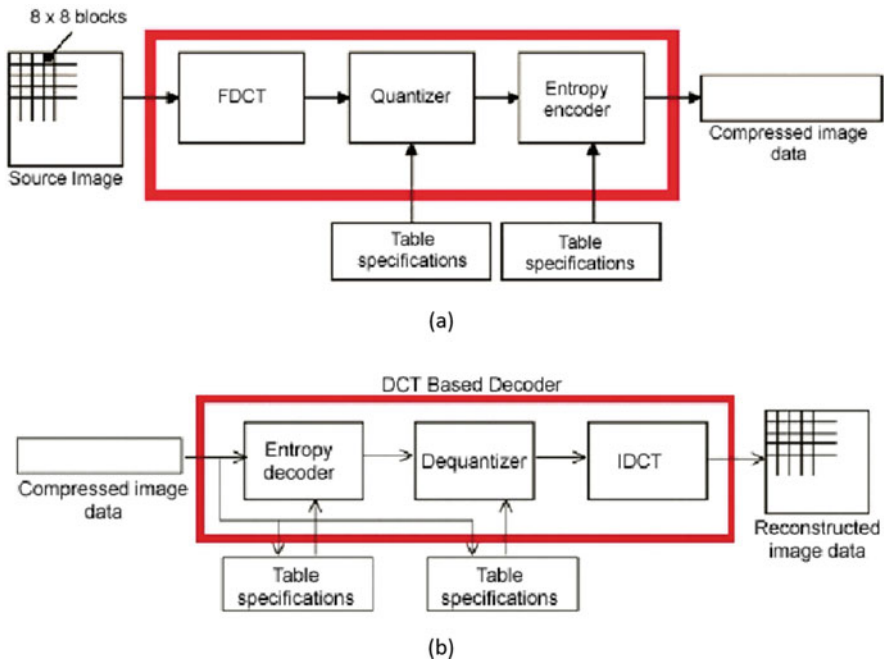 8 x 8 blocks
FDCT
Quantizer
Entropy
encoder
Source Image
Compressed image
data
Table
specifications
Table
specifications
(a)
DCT Based Decoder
Compressed image
data
Entropy
decoder
Dequantizer
IDCT
Reconstructed
image data
Table
specifications
Table
specifications
(b)